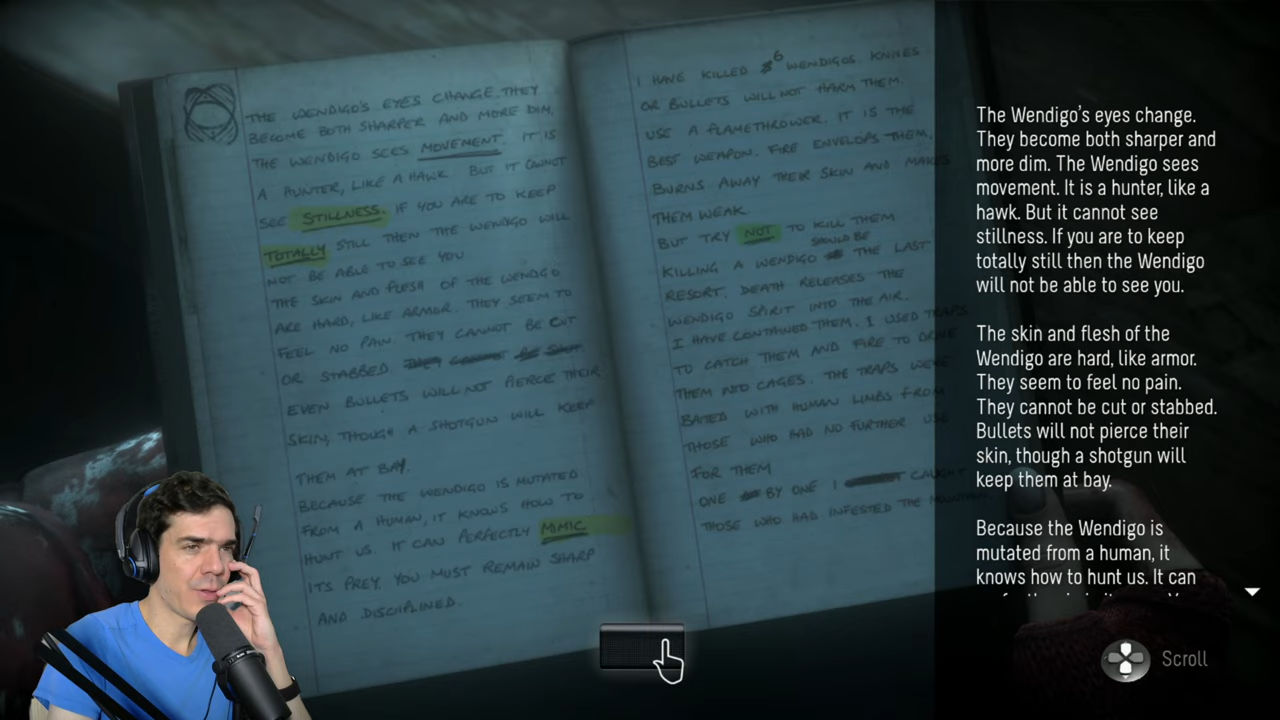 THE WENDIGO'S EYES CHANGE. THEY
BECOME BOTH SHARPER AND MORE DIM.
THE WENDIGO SEES MOVEMENT. IT IS
A HUNTER, LIKE A HAWK. BUT IT CANNOT
SEE STILLNESS. IF YOU ARE TO KEEP
TOTALLY STILL THEN THE WENDIGO WILL
NOT BE ABLE TO SEE YOU
THE SKIN AND FLESH OF THE WENDIGO
ARE HARD, LIKE ARMOR. THEY SEEM TO
FEEL NO PAIN. THEY CANNOT BE CUT
OR STABBED
EVEN BULLETS WILL NOT PIERCE THEIR
SKIN, THOUGH A SHOTGUN WILL KEEP
THEM AT BAY.
BECAUSE THE WENDIGO IS MUTATED
FROM A HUMAN, IT KNOWS HOW TO
HUNT US. IT CAN PERFECTLY MIMIC
ITS PREY. YOU MUST REMAIN SHARP
AND DISCIPLINED.
I HAVE KILLED 6 WENDIGOS. KNIVES
OR BULLETS WILL NOT HARM THEM.
USE A FLAMETHROWER. IT IS THE
BEST WEAPON. FIRE ENVELOPS THEM,
BURNS AWAY THEIR SKIN AND MAKES
THEM WEAK.
BUT TRY NOT TO KILL THEM
KILLING A WENDIGO SHOULD BE THE LAST
RESORT. DEATH RELEASES THE
WENDIGO SPIRIT INTO THE AIR.
I HAVE CONTAINED THEM. I USED TRAPS
TO CATCH THEM AND FIRE TO DRIVE
THEM INTO CAGES. THE TRAPS WERE
BAITED WITH HUMAN LIMBS FROM
THOSE WHO HAD NO FURTHER USE
FOR THEM
ONE BY ONE I CAUGHT
THOSE WHO HAD INFESTED THE MOUNTAIN
The Wendigo's eyes change.
They become both sharper and
more dim. The Wendigo sees
movement. It is a hunter, like a
hawk. But it cannot see
stillness. If you are to keep
totally still then the Wendigo
will not be able to see you.
The skin and flesh of the
Wendigo are hard, like armor.
They seem to feel no pain.
They cannot be cut or stabbed.
Bullets will not pierce their
skin, though a shotgun will
keep them at bay.
Because the Wendigo is
mutated from a human, it
knows how to hunt us. It can
Scroll